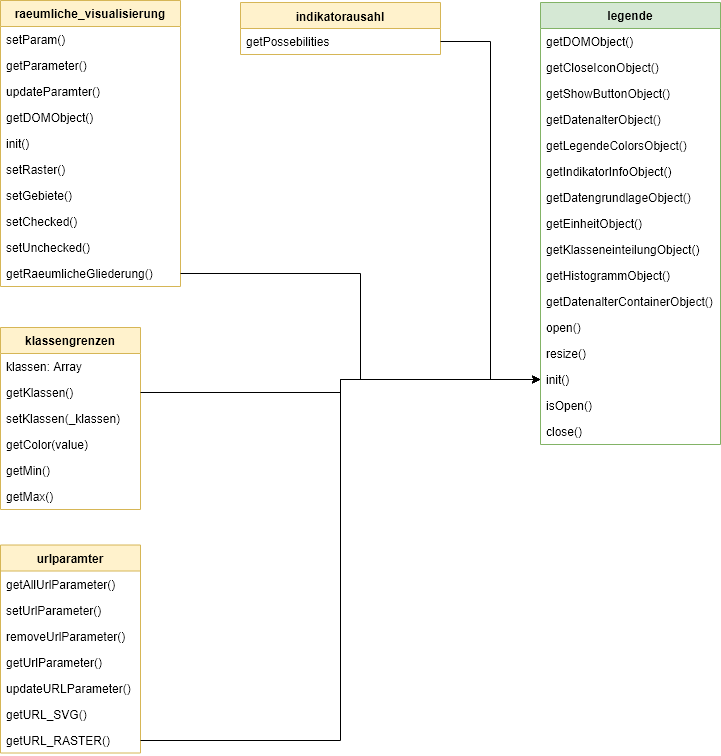 raeumliche_visualisierung
setParam()
getParameter()
updateParamter()
getDOMObject()
init()
setRaster()
setGebiete()
setChecked()
setUnchecked()
getRaeumlicheGliederung()
indikatorausahl
getPossebilities
legende
getDOMObject()
getCloseIconObject()
getShowButtonObject()
getDatenalterObject()
getLegendeColorsObject()
getIndikatorInfoObject()
getDatengrundlageObject()
getEinheitObject()
getKlasseneinteilungObject()
getHistogrammObject()
getDatenalterContainerObject()
open()
resize()
init()
isOpen()
close()
klassengrenzen
klassen: Array
getKlassen()
setKlassen(_klassen)
getColor(value)
getMin()
getMax()
urlparamter
getAllUrlParameter()
setUrlParameter()
removeUrlParameter()
getUrlParameter()
updateURLParameter()
getURL_SVG()
getURL_RASTER()